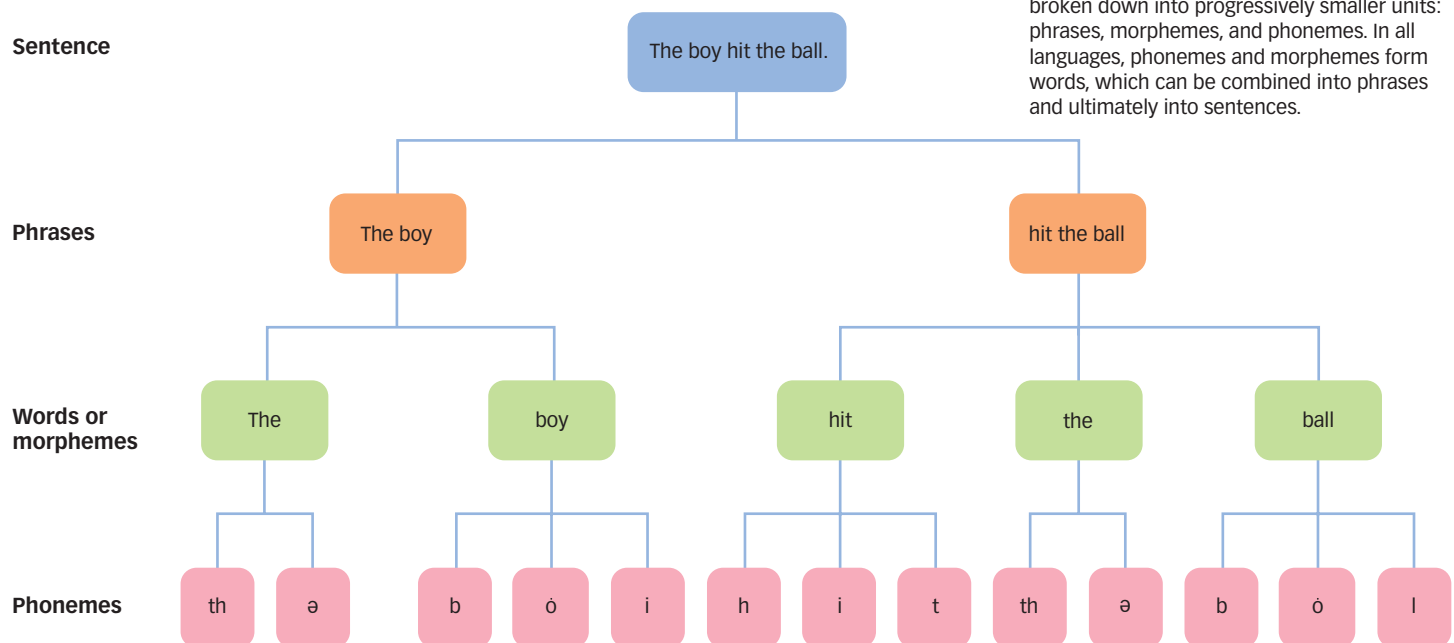 broken down into progressively smaller units:
phrases, morphemes, and phonemes. In all
languages, phonemes and morphemes form
words, which can be combined into phrases
and ultimately into sentences.
Sentence
The boy hit the ball.
Phrases
The boy
hit the ball
Words or
morphemes
The
boy
hit
the
ball
Phonemes
th
ə
b
ȯ
i
h
i
t
th
ə
b
ȯ
l